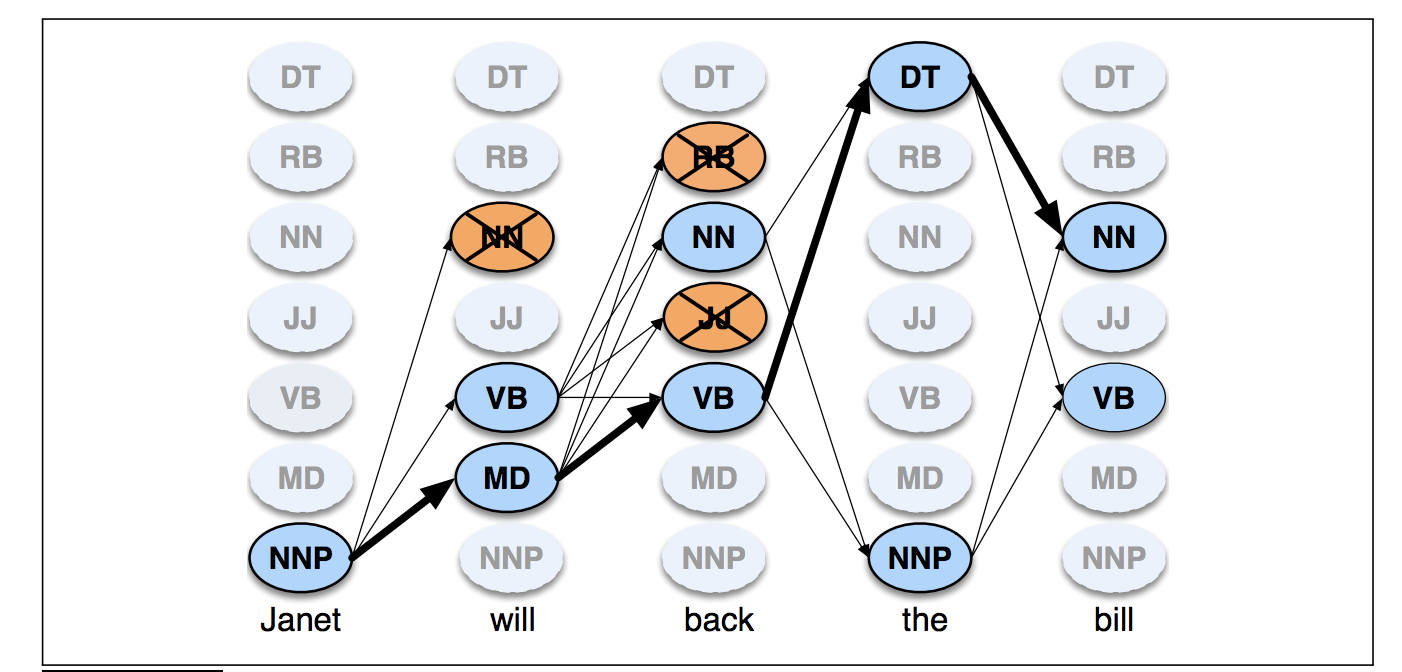 DT DT DT DT DT
RB RB RB RB RB
NN NN NN NN NN
JJ JJ JJ JJ JJ
VB VB VB VB VB
MD MD MD MD MD
NNP NNP NNP NNP NNP
Janet will back the bill